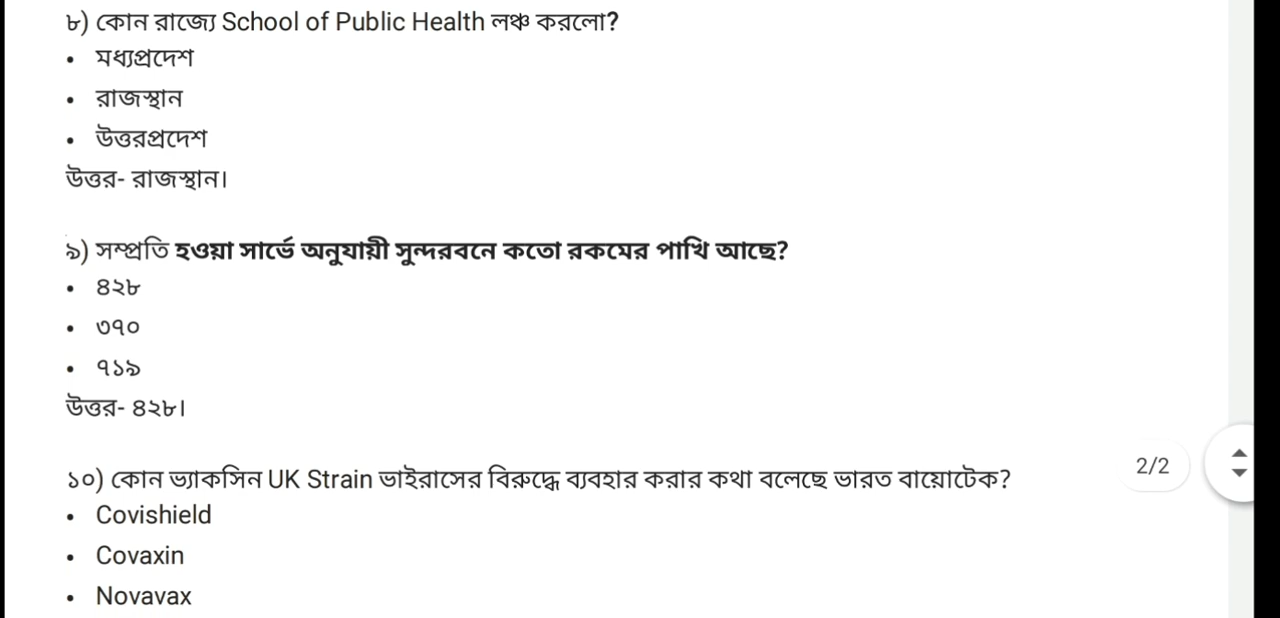 ৮) কোন রাজ্যে School of Public Health লঞ্চ করলো?
• মধ্যপ্রদেশ
• রাজস্থান
• উত্তরপ্রদেশ
উত্তর- রাজস্থান।
৯) সম্প্রতি হওয়া সার্ভে অনুযায়ী সুন্দরবনে কতো রকমের পাখি আছে?
• ৪২৮
• ৩৭০
• ৭১৯
উত্তর- ৪২৮।
১০) কোন ভ্যাকসিন UK Strain ভাইরাসের বিরুদ্ধে ব্যবহার করার কথা বলেছে ভারত বায়োটেক?
2/2
• Covishield
• Covaxin
• Novavax